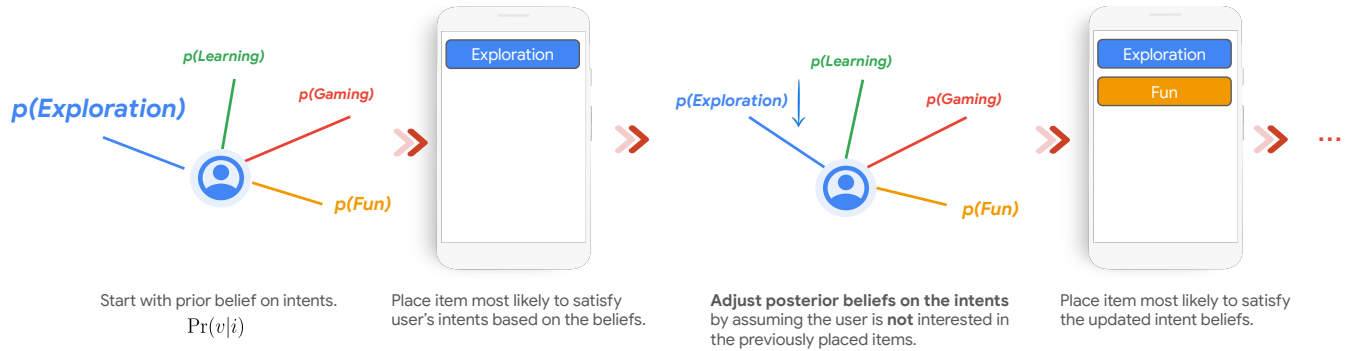 p(Learning)
p(Gaming)
p(Exploration)
p(Fun)
Start with prior belief on intents.
Pr(v|i)
Exploration
Place item most likely to satisfy
user's intents based on the beliefs.
p(Learning)
p(Exploration)
p(Gaming)
p(Fun)
Adjust posterior beliefs on the intents
by assuming the user is not interested in
the previously placed items.
Exploration
Fun
Place item most likely to satisfy
the updated intent beliefs.
...